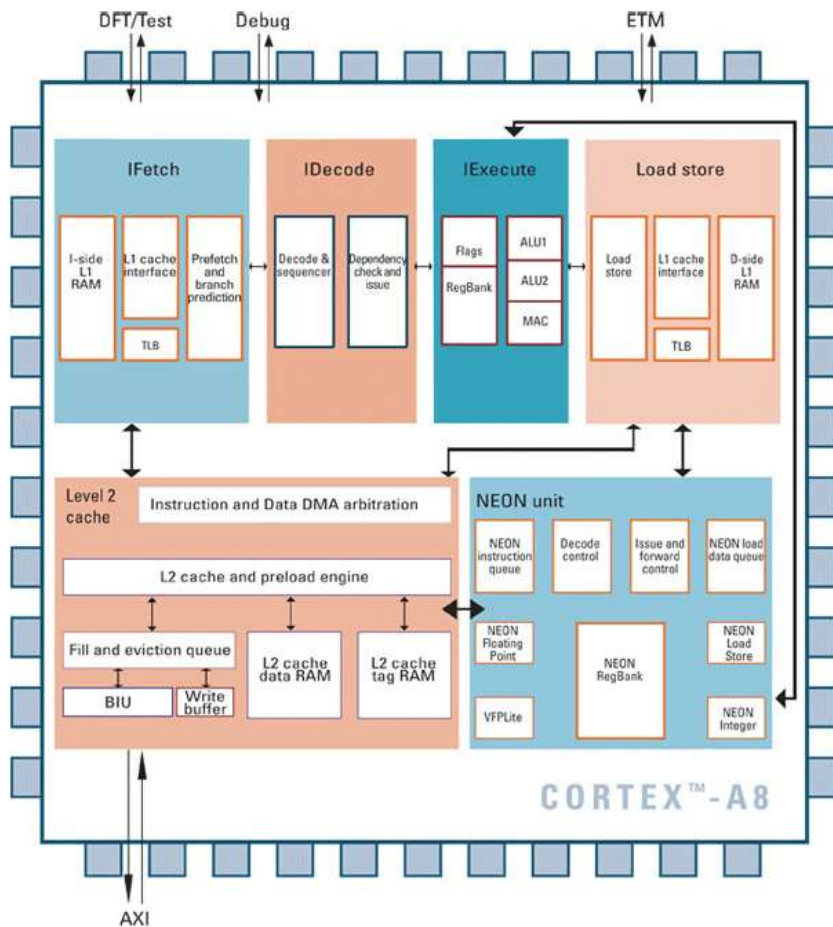 DFT/Test
Debug
ETM
IFetch
I-side
L1
RAM
L1 cache
interface
TLB
Prefetch and
branch
prediction
IDecode
Decode &
sequencer
Dependency
check and
issue
IExecute
Flags
RegBank
ALU1
ALU2
MAC
Load store
Load
store
L1 cache
interface
TLB
D-side
L1
RAM
Level 2
cache
Instruction and Data DMA arbitration
L2 cache and preload engine
Fill and eviction queue
BIU
Write
buffer
L2 cache
data RAM
L2 cache
tag RAM
NEON unit
NEON
instruction
queue
Decode
control
Issue and
forward
control
NEON load
data queue
NEON
Floating
Point
NEON
RegBank
NEON
Load
Store
VFPLite
NEON
Integer
CORTEX™-A8
AXI